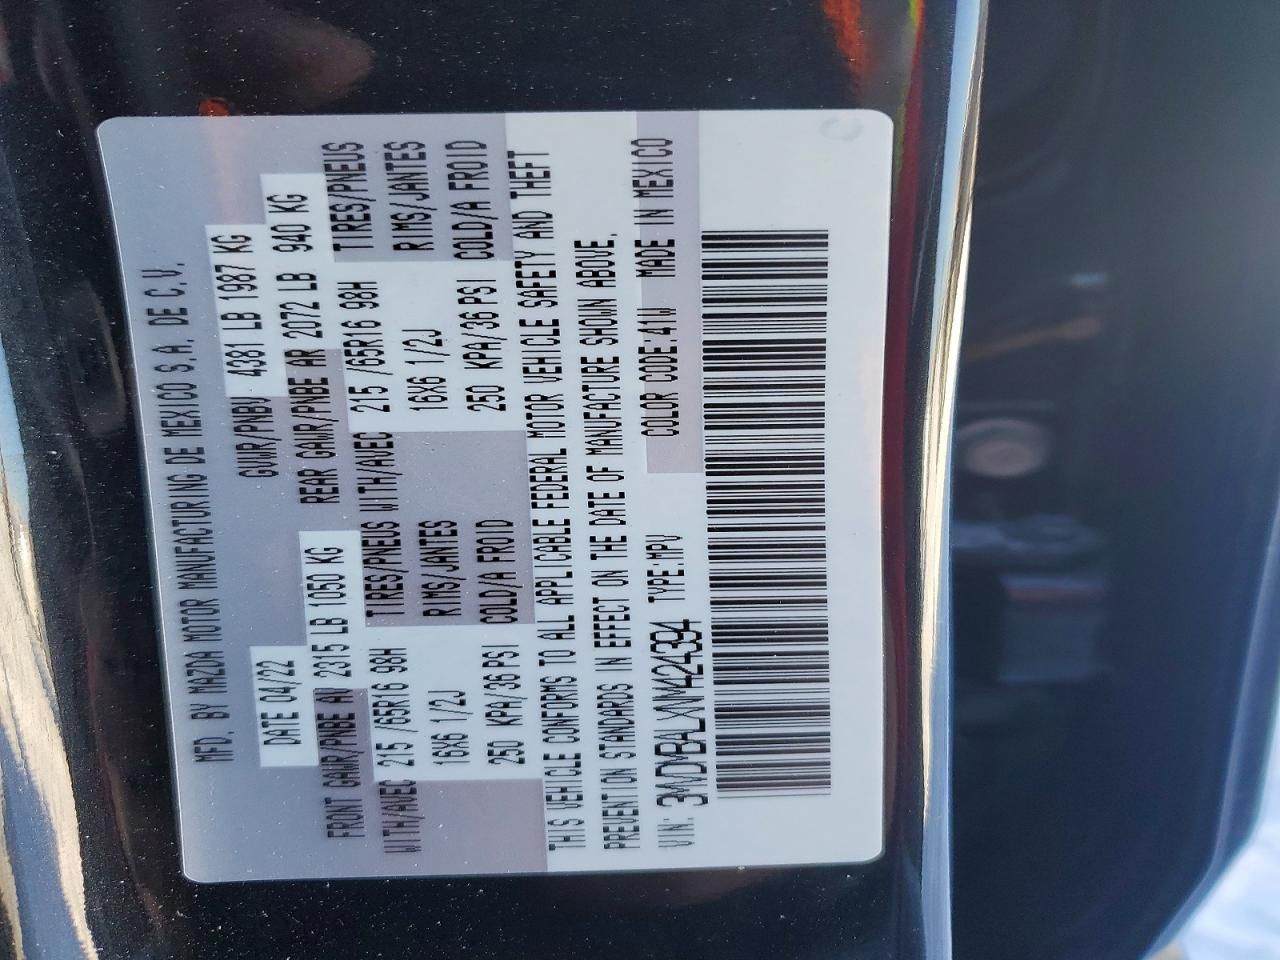 MFD. BY MAZDA MOTOR MANUFACTURING DE MEXICO S.A. DE C.V.
DATE 04/22 GVWR/PNBV 4381 LB 1987 KG
FRONT GAWR/PNBE AV 2315 LB 1050 KG REAR GAWR/PNBE AR 2072 LB 940 KG
WITH/AVEC 215 /65R16 98H TIRES/PNEUS WITH/AVEC 215 /65R16 98H TIRES/PNEUS
16X6 1/2J RIMS/JANTES 16X6 1/2J RIMS/JANTES
250 KPA/36 PSI COLD/A FROID 250 KPA/36 PSI COLD/A FROID
THIS VEHICLE CONFORMS TO ALL APPLICABLE FEDERAL MOTOR VEHICLE SAFETY AND THEFT
PREVENTION STANDARDS IN EFFECT ON THE DATE OF MANUFACTURE SHOWN ABOVE.
VIN: 3MVDMBALXNM424394 TYPE:MPV COLOR CODE:41W MADE IN MEXICO